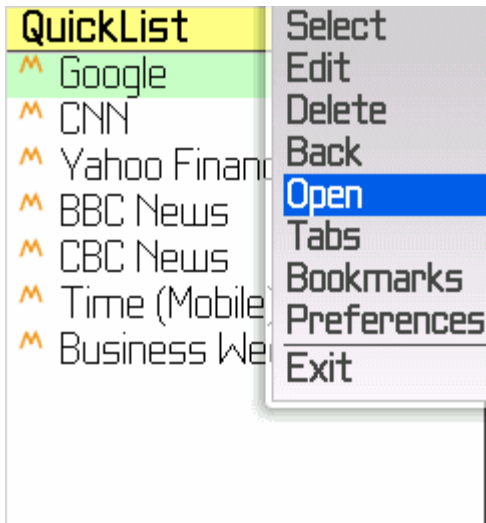 QuickList
Google
CNN
Yahoo Financ
BBC News
CBC News
Time (Mobile)
Business We
Select
Edit
Delete
Back
Open
Tabs
Bookmarks
Preferences
Exit